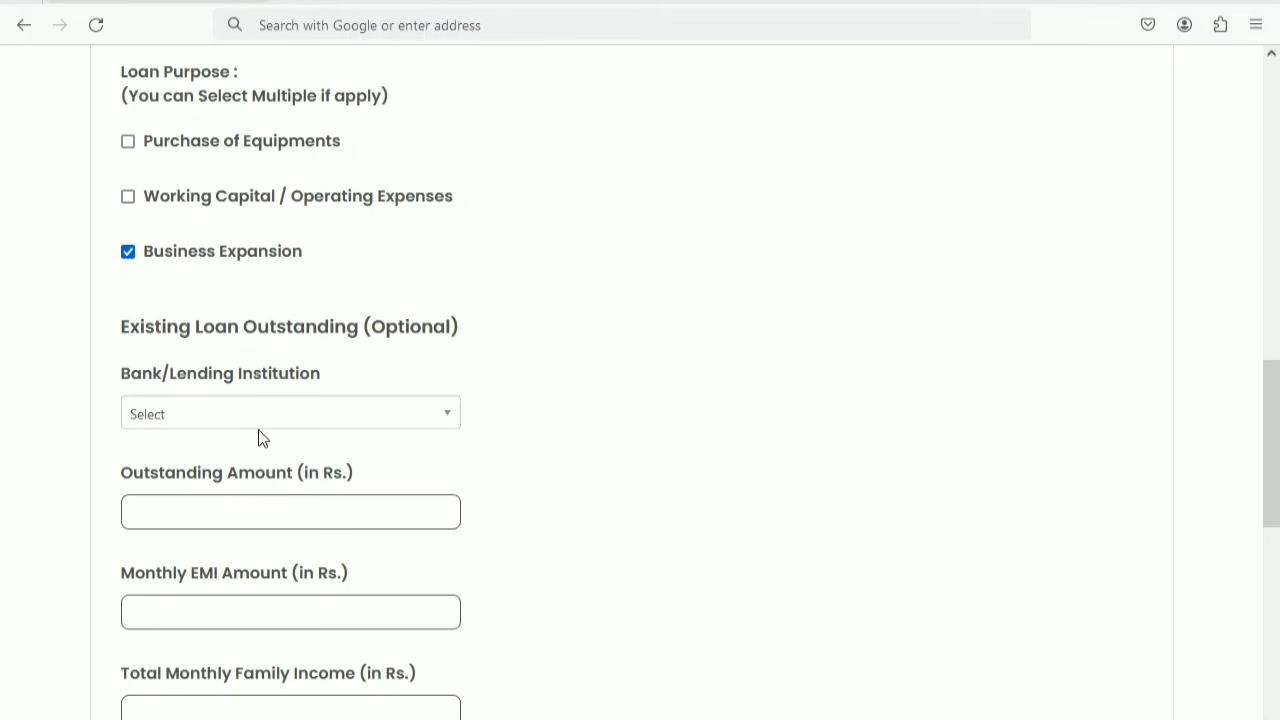 Search with Google or enter address
Loan Purpose :
(You can Select Multiple if apply)
Purchase of Equipments
Working Capital / Operating Expenses
Business Expansion
Existing Loan Outstanding (Optional)
Bank/Lending Institution
Select
Outstanding Amount (in Rs.)
Monthly EMI Amount (in Rs.)
Total Monthly Family Income (in Rs.)